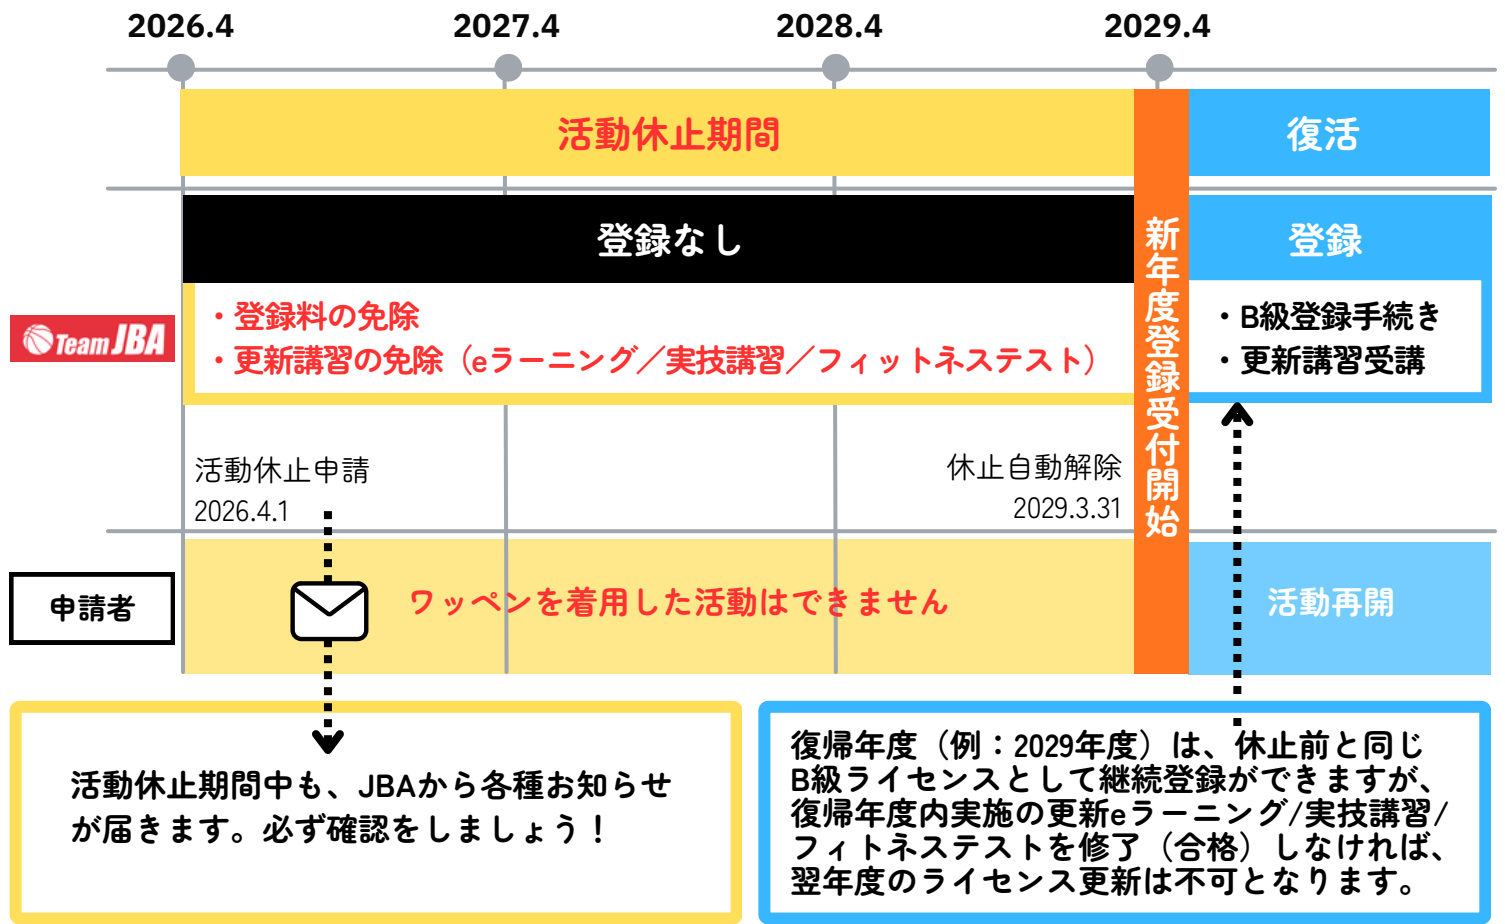 2026.4
2027.4
2028.4
2029.4
活動休止期間
復活
新年度登録受付開始
登録なし
登録
Team JBA
・登録料の免除
・更新講習の免除（eラーニング／実技講習／フィットネステスト）
・B級登録手続き
・更新講習受講
活動休止申請
2026.4.1
休止自動解除
2029.3.31
申請者
ワッペンを着用した活動はできません
活動再開
活動休止期間中も、JBAから各種お知らせ
が届きます。必ず確認をしましょう！
復帰年度（例：2029年度）は、休止前と同じ
B級ライセンスとして継続登録ができますが、
復帰年度内実施の更新eラーニング/実技講習/
フィトネステストを修了（合格）しなければ、
翌年度のライセンス更新は不可となります。